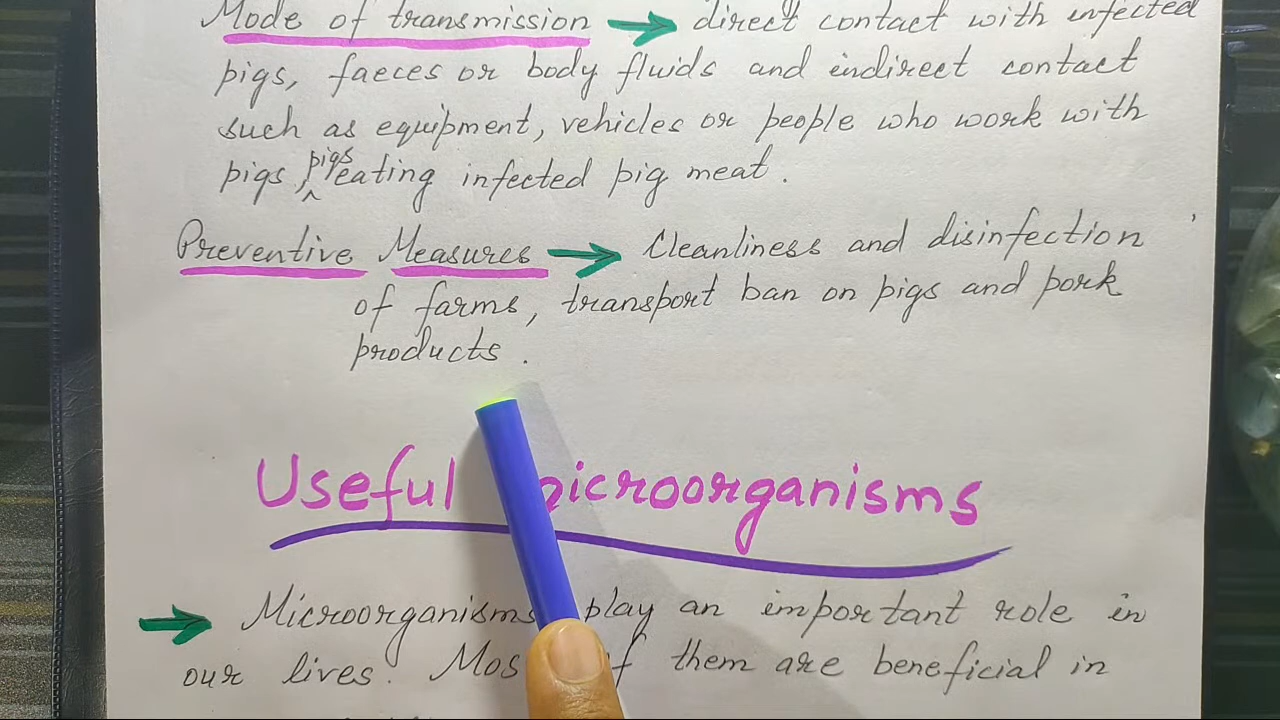 Mode of transmission → direct contact with infected
pigs, faeces or body fluids and indirect contact
such as equipment, vehicles or people who work with
pigs, pigs eating infected pig meat.
Preventive Measures → Cleanliness and disinfection
of farms, transport ban on pigs and pork
products.
Useful microorganisms
→ Microorganisms play an important role in
our lives. Mos f them are beneficial in